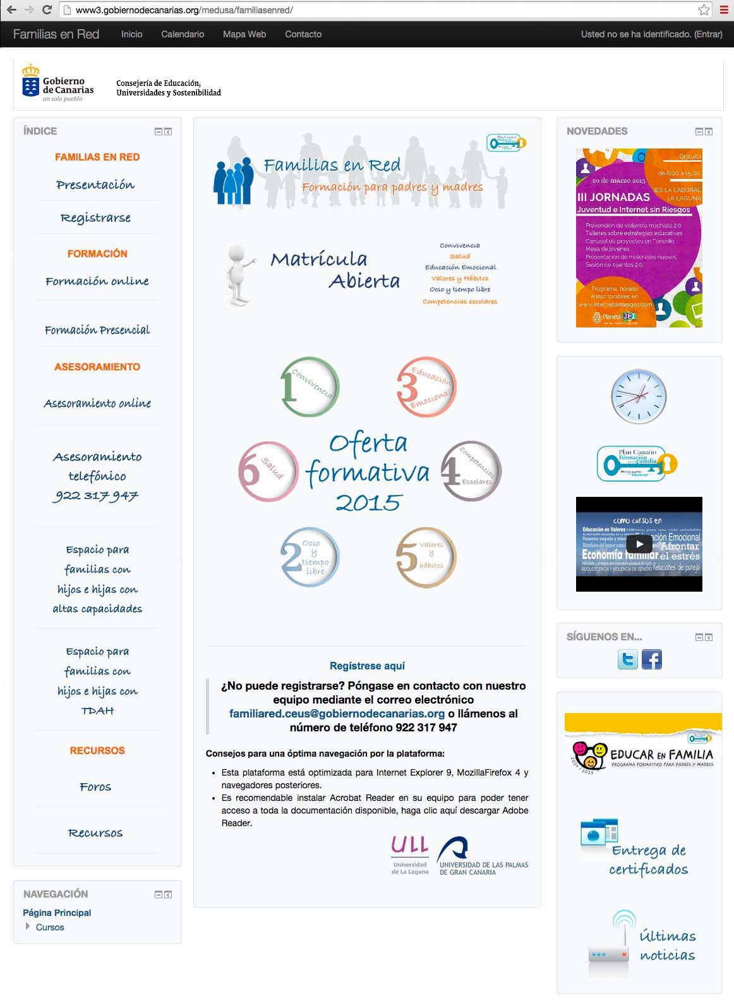 www3.gobiernodecanarias.org/medusa/familiasenred/
Familias en Red
Inicio
Calendario
Mapa Web
Contacto
Usted no se ha identificado. (Entrar)
Gobierno
de Canarias
un solo pueblo
Consejería de Educación,
Universidades y Sostenibilidad
ÍNDICE
FAMILIAS EN RED
Presentación
Registrarse
FORMACIÓN
Formación online
Formación Presencial
ASESORAMIENTO
Asesoramiento online
Asesoramiento
telefónico
922 317 947
Espacio para
familias con
hijos e hijas con
altas capacidades
Espacio para
familias con
hijos e hijas con
TDAH
RECURSOS
Foros
Recursos
NAVEGACIÓN
Página Principal
Cursos
Plan Canario
Familias en Red
Formación para padres y madres
Matrícula
Abierta
Convivencia
Salud
Educación Emocional
Valores y Hábitos
Ocio y tiempo libre
Competencias escolares
1 Convivencia
3 Educación
Emocional
6 Salud
Oferta
formativa
2015
4 Competencias
Escolares
2 Ocio
y
tiempo
libre
5 Valores
y
hábitos
Regístrese aquí
¿No puede registrarse? Póngase en contacto con nuestro
equipo mediante el correo electrónico
familiared.ceus@gobiernodecanarias.org o llámenos al
número de teléfono 922 317 947
Consejos para una óptima navegación por la plataforma:
• Esta plataforma está optimizada para Internet Explorer 9, MozillaFirefox 4 y
navegadores posteriores.
• Es recomendable instalar Acrobat Reader en su equipo para poder tener
acceso a toda la documentación disponible, haga clic aquí descargar Adobe
Reader.
ULL
Universidad
de La Laguna
UNIVERSIDAD DE LAS PALMAS
DE GRAN CANARIA
NOVEDADES
Gratuita
de 8:00 a 15:00
20 de marzo 2015
IES LA LABORAL
LA LAGUNA
III JORNADAS
Juventud e Internet sin Riesgos
Prevención de violencia machista 2.0
Talleres sobre estrategias educativas
Carrusel de proyectos en Tenerife
Mesa de jóvenes
Presentación de materiales nuevos
Sesión de cuentos 2.0.
Programa, horario
e inscripciones en
www.internetsinriesgos.com
Planeta
JEI
Plan Canario
Formación
para la
Familia
como cursos en
Educación en Valores Hábitos para una vida saludable
Educación Emocional
Afrontar
Economía familiar el estrés
ADOLESCENCIA Y VIOLENCIA DE GÉNERO Relaciones de pareja
SÍGUENOS EN...
2014/2015
EDUCAR EN FAMILIA
PROGRAMA FORMATIVO PARA PADRES Y MADRES
Entrega de
certificados
Últimas
noticias